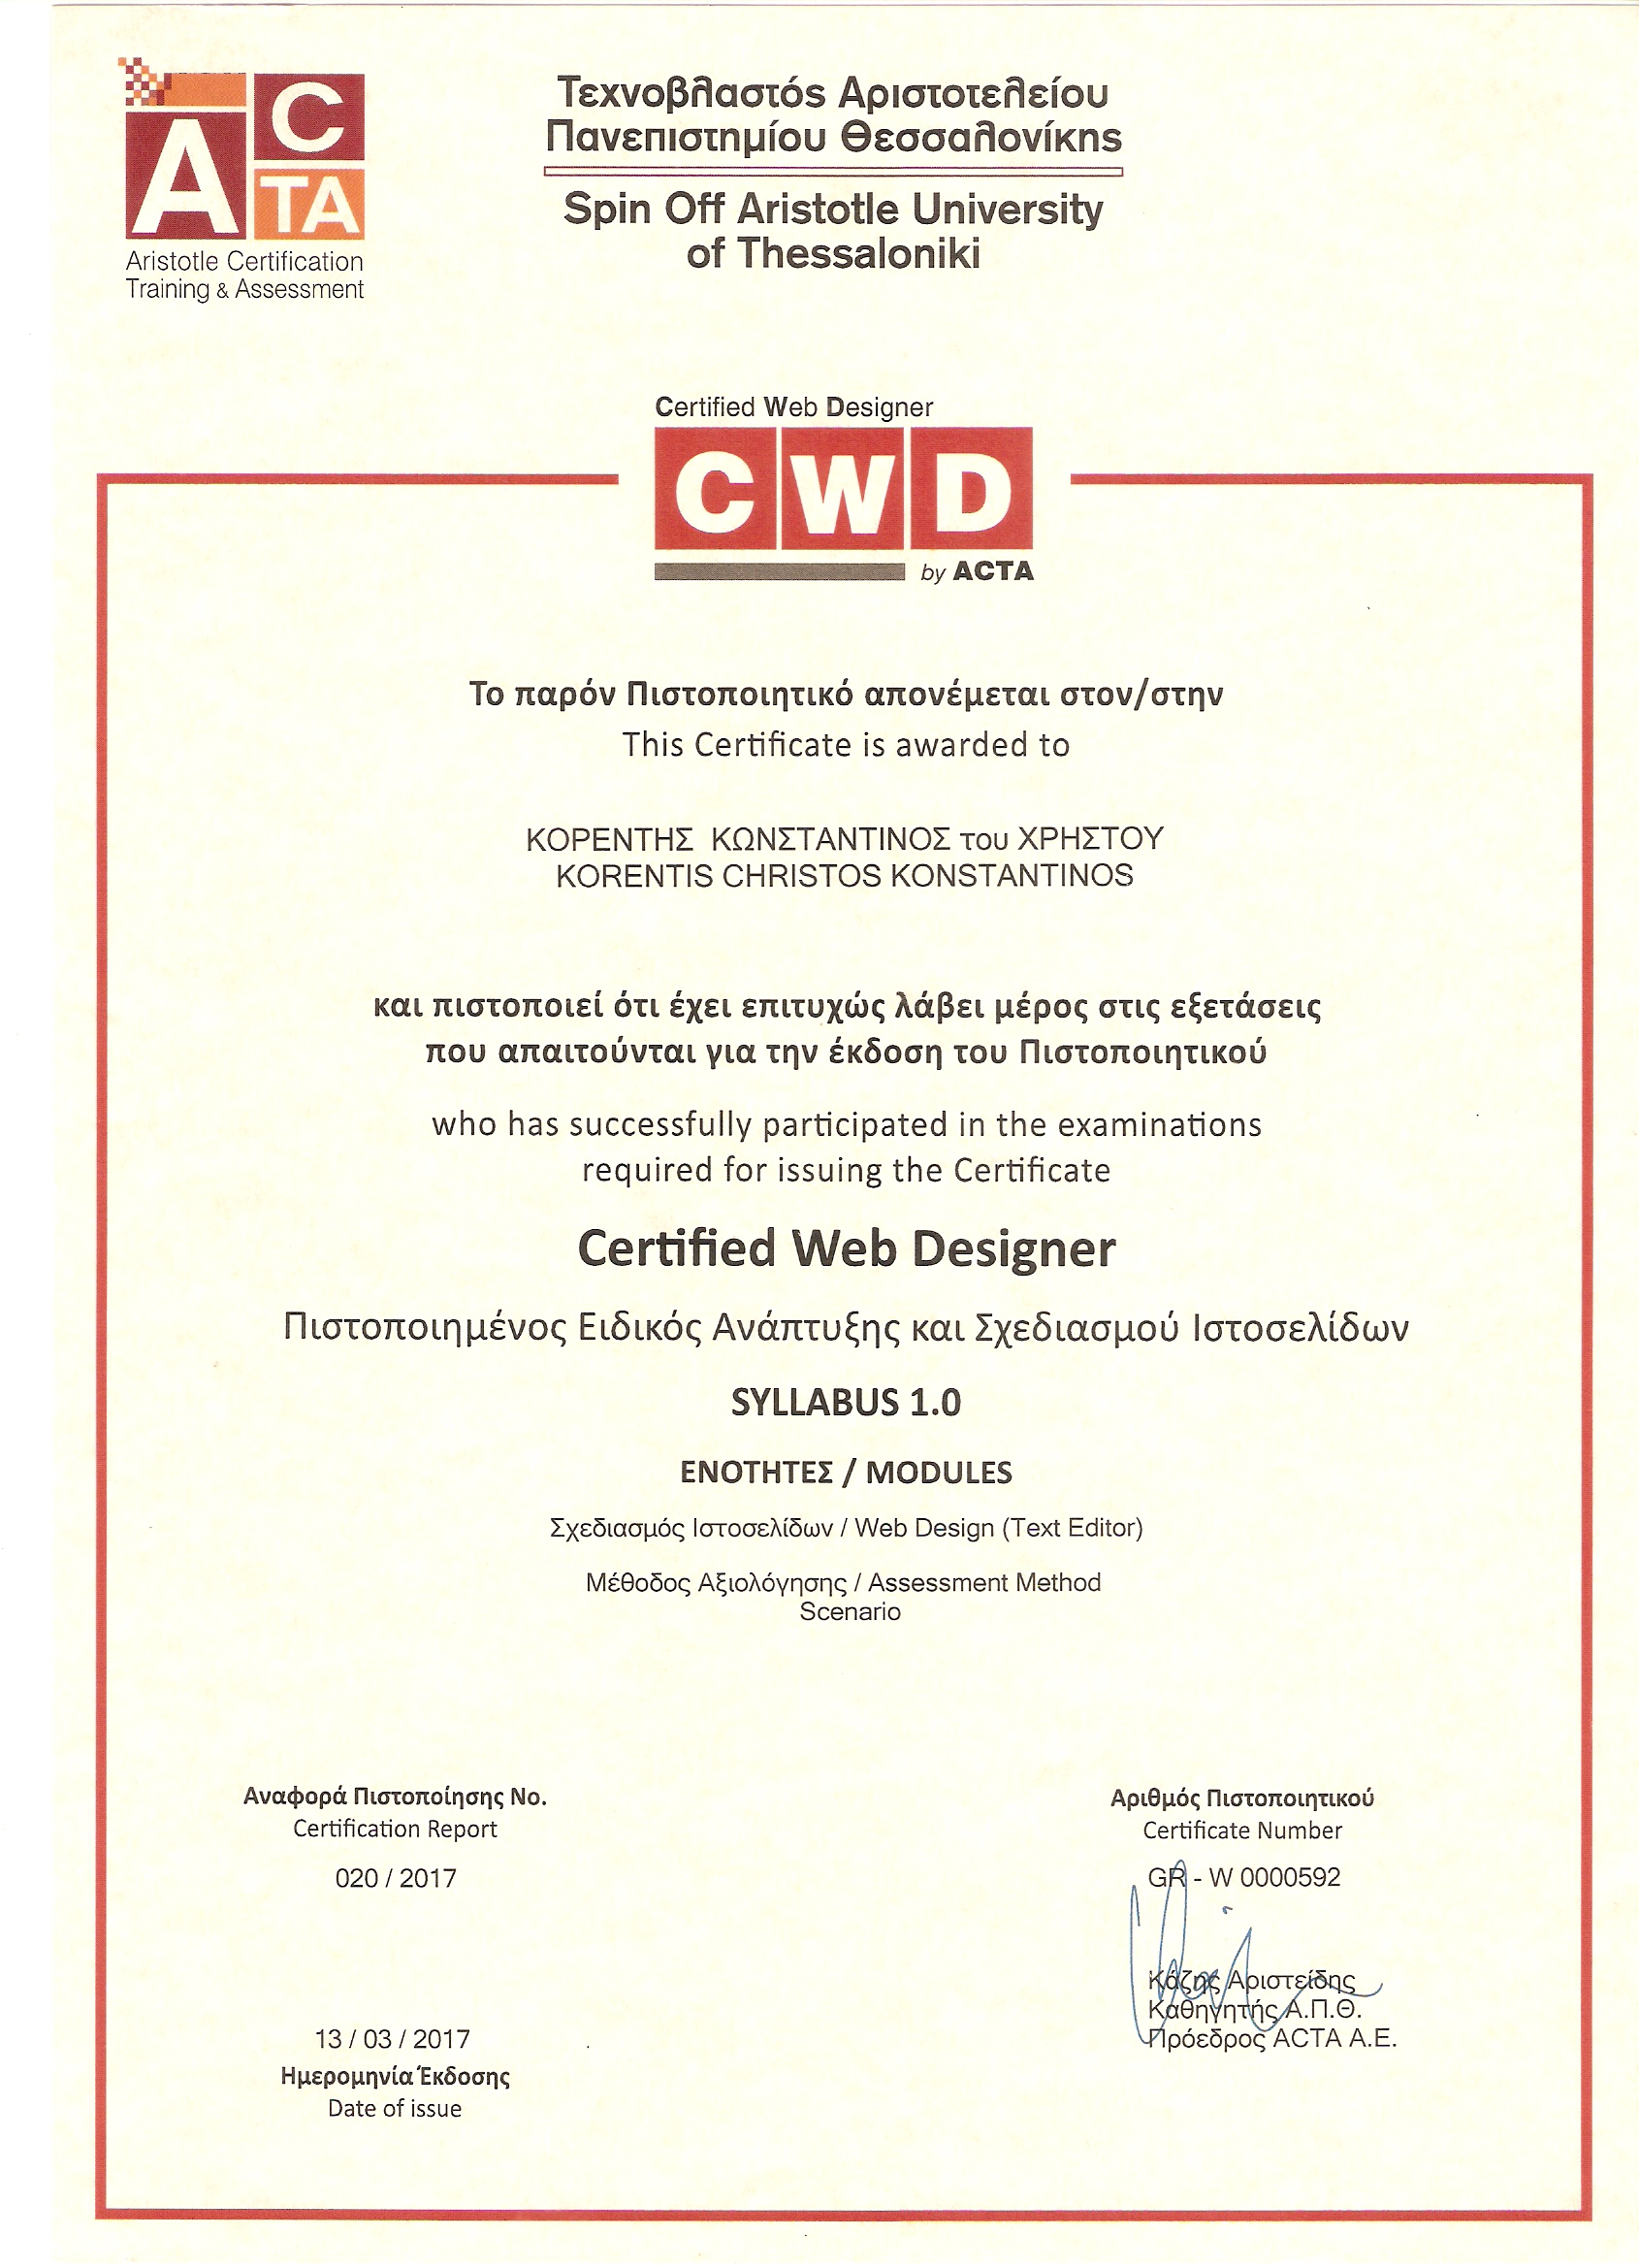 A C TA
Aristotle Certification
Training & Assessment
Τεχνοβλαστός Αριστοτελείου
Πανεπιστημίου Θεσσαλονίκης
Spin Off Aristotle University
of Thessaloniki
Certified Web Designer
CWD
by ACTA
Το παρόν Πιστοποιητικό απονέμεται στον/στην
This Certificate is awarded to
ΚΟΡΕΝΤΗΣ ΚΩΝΣΤΑΝΤΙΝΟΣ του ΧΡΗΣΤΟΥ
KORENTIS CHRISTOS KONSTANTINOS
και πιστοποιεί ότι έχει επιτυχώς λάβει μέρος στις εξετάσεις
που απαιτούνται για την έκδοση του Πιστοποιητικού
who has successfully participated in the examinations
required for issuing the Certificate
Certified Web Designer
Πιστοποιημένος Ειδικός Ανάπτυξης και Σχεδιασμού Ιστοσελίδων
SYLLABUS 1.0
ΕΝΟΤΗΤΕΣ / MODULES
Σχεδιασμός Ιστοσελίδων / Web Design (Text Editor)
Μέθοδος Αξιολόγησης / Assessment Method
Scenario
Αναφορά Πιστοποίησης No.
Certification Report
020 / 2017
13 / 03 / 2017
Ημερομηνία Έκδοσης
Date of issue
Αριθμός Πιστοποιητικού
Certificate Number
GR - W 0000592
Κάζης Αριστείδης
Καθηγητής Α.Π.Θ.
Πρόεδρος ACTA A.E.